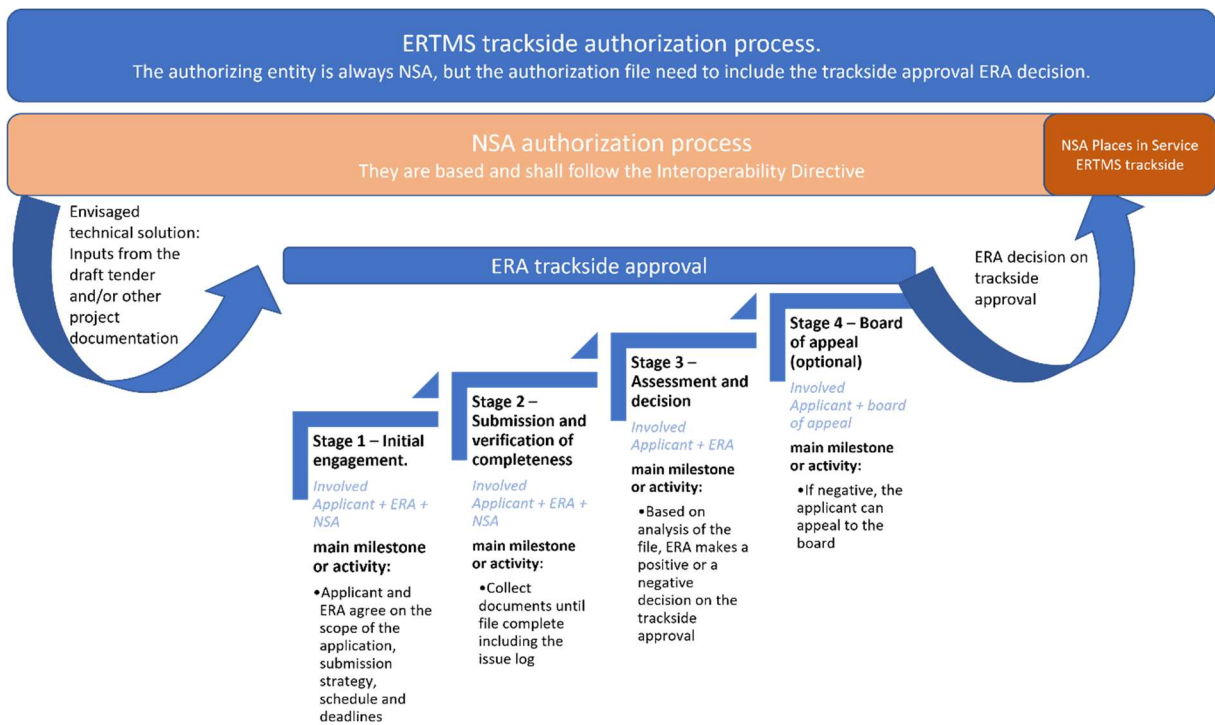 ERTMS trackside authorization process.
The authorizing entity is always NSA, but the authorization file need to include the trackside approval ERA decision.
NSA authorization process
They are based and shall follow the Interoperability Directive
NSA Places in Service
ERTMS trackside
Envisaged
technical solution:
Inputs from the
draft tender
and/or other
project
documentation
ERA trackside approval
ERA decision on
trackside
approval
Stage 1 – Initial
engagement.
Involved
Applicant + ERA +
NSA
main milestone
or activity:
•Applicant and
ERA agree on the
scope of the
application,
submission
strategy,
schedule and
deadlines
Stage 2 –
Submission and
verification of
completeness
Involved
Applicant + ERA +
NSA
main milestone
or activity:
•Collect
documents until
file complete
including the
issue log
Stage 3 –
Assessment and
decision
Involved
Applicant + ERA
main milestone
or activity:
•Based on
analysis of the
file, ERA makes a
positive or a
negative
decision on the
trackside
approval
Stage 4 – Board
of appeal
(optional)
Involved
Applicant + board
of appeal
main milestone
or activity:
•If negative, the
applicant can
appeal to the
board